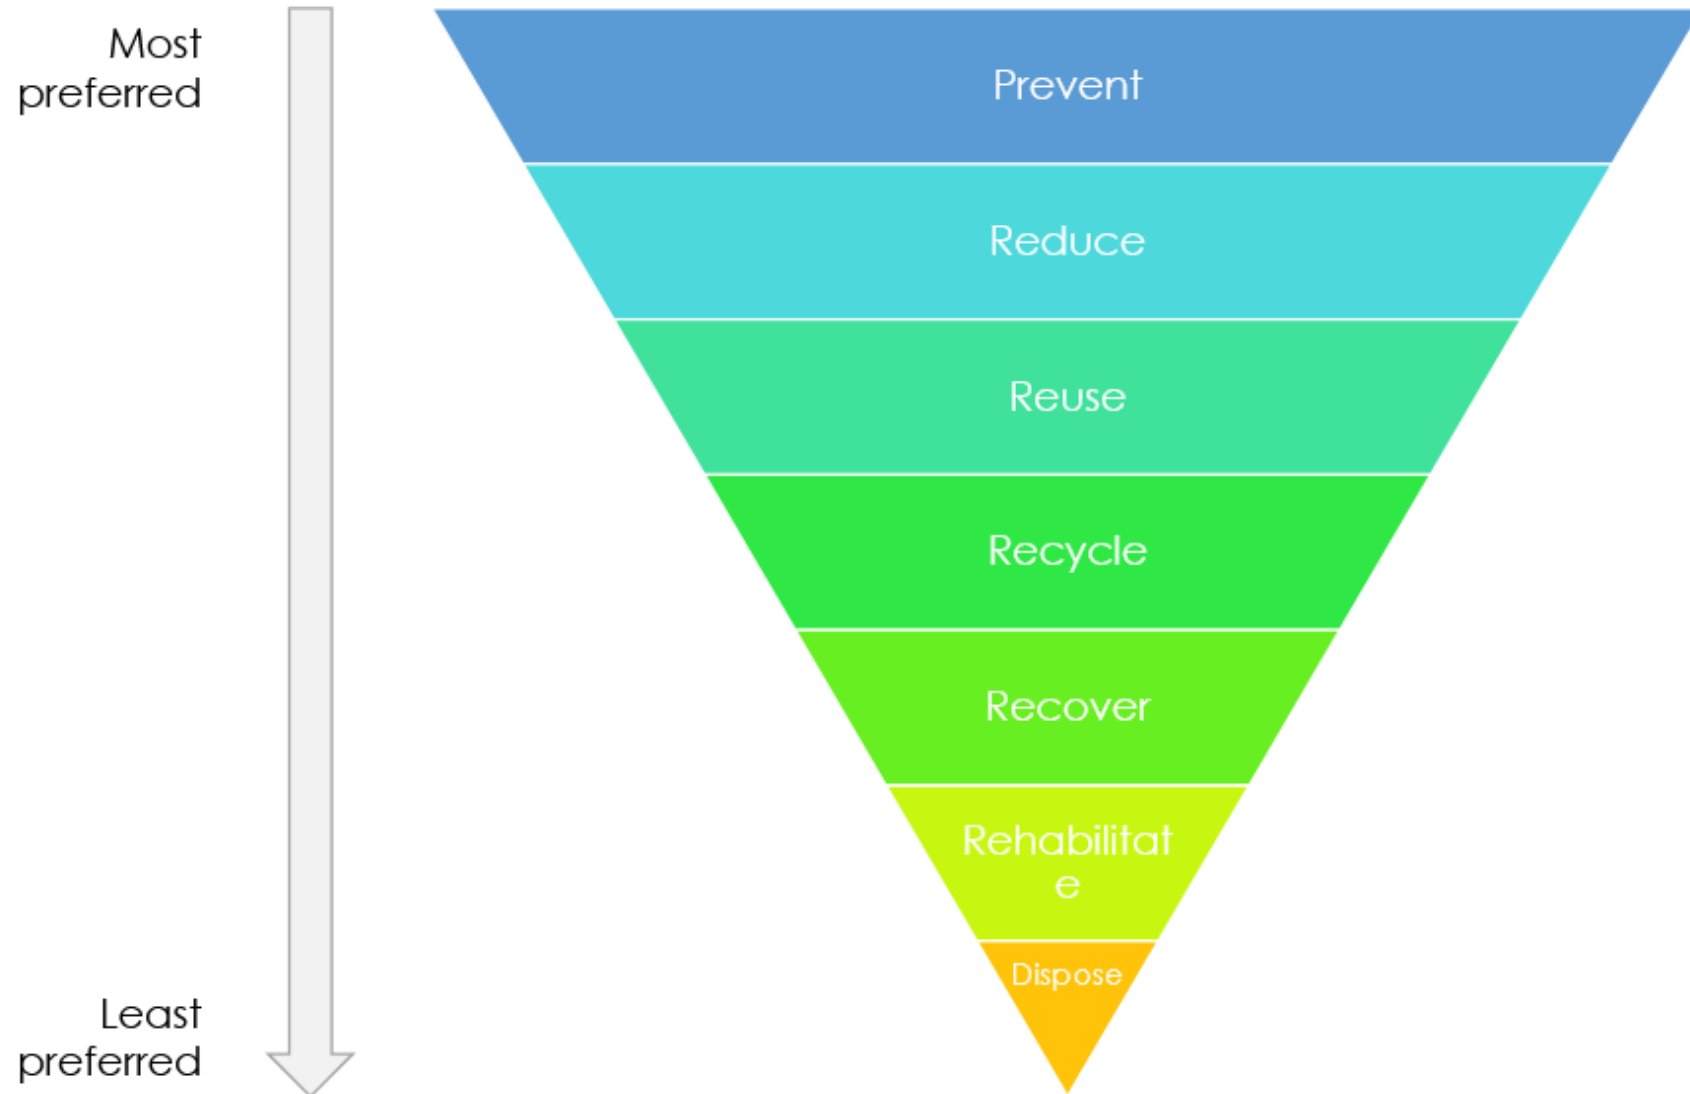 Most
preferred
Prevent
Reduce
Reuse
Recycle
Recover
Rehabilitat
e
Dispose
Least
preferred